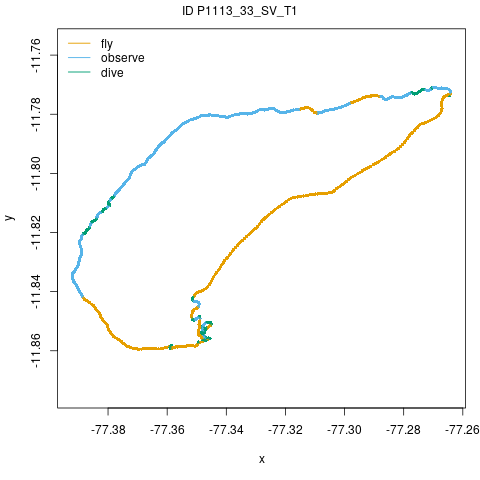 ID P1113_33_SV_T1
fly
observe
dive
-11.76
-11.78
-11.80
-11.82
-11.84
-11.86
y
-77.38 -77.36 -77.34 -77.32 -77.30 -77.28 -77.26
x